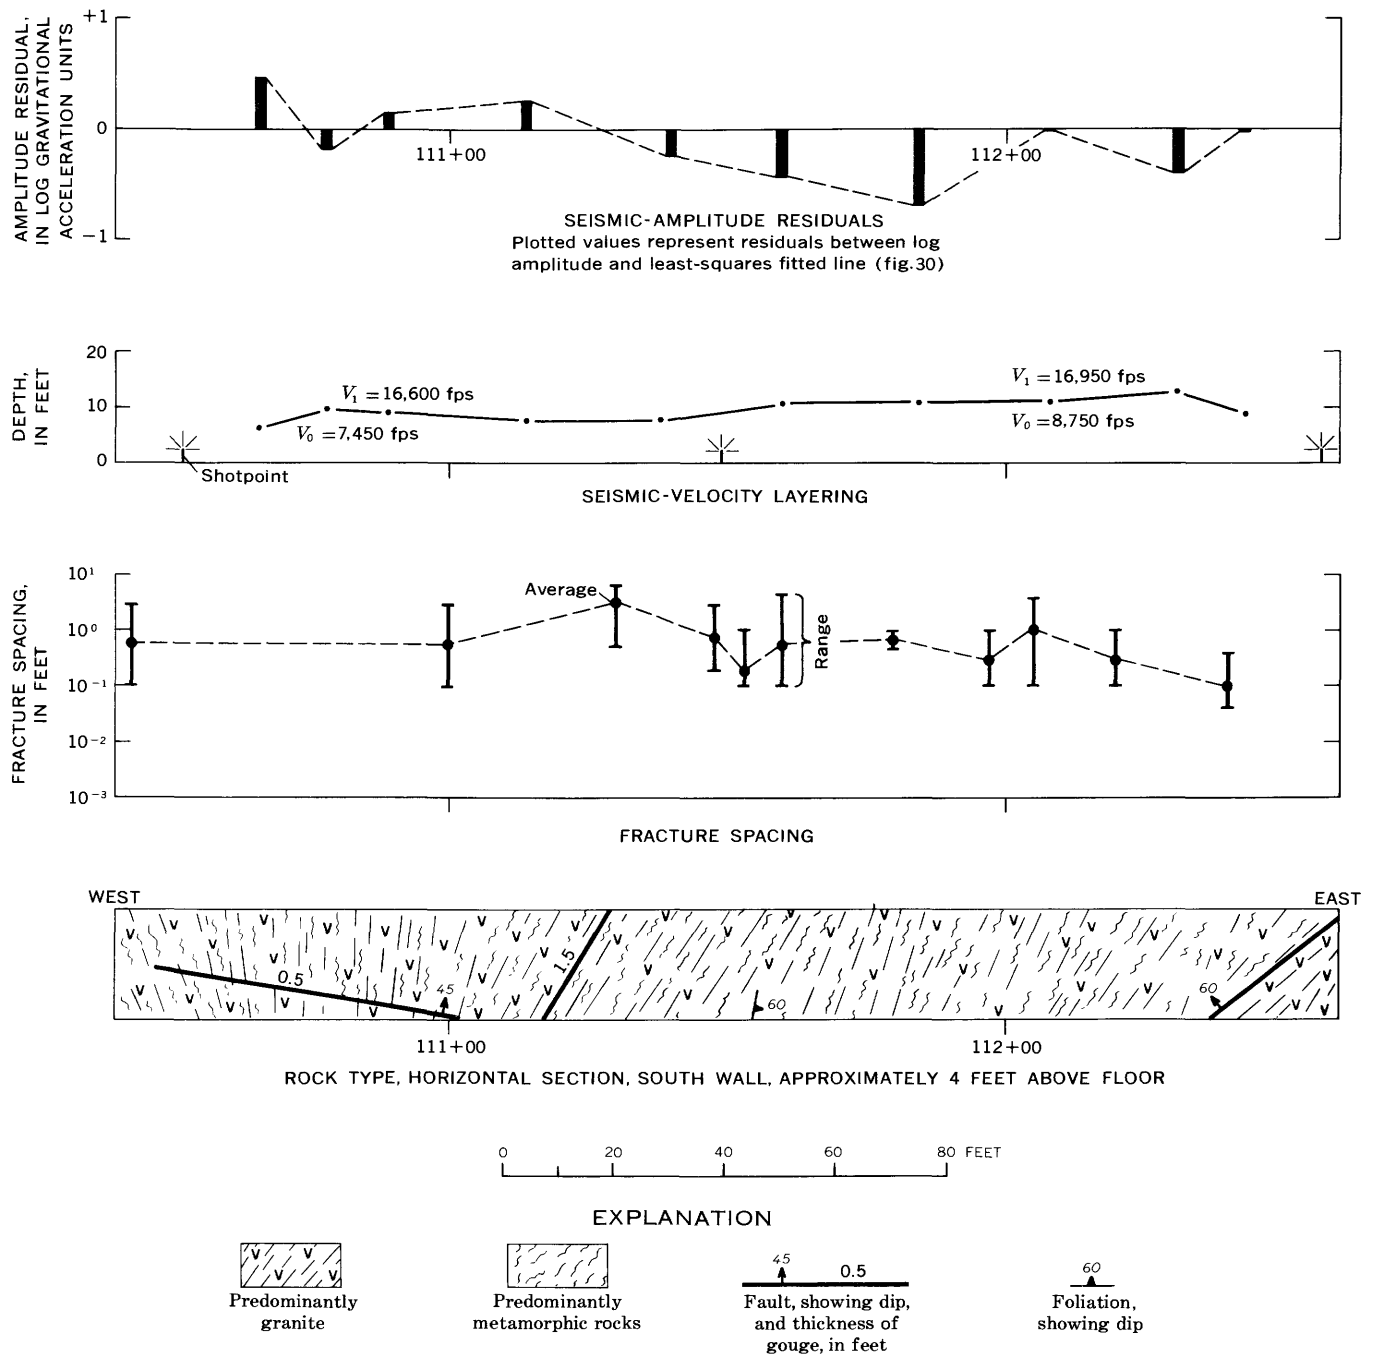 AMPLITUDE RESIDUAL,
IN LOG GRAVITATIONAL
ACCELERATION UNITS
+1
0
−1
111+00
112+00
SEISMIC-AMPLITUDE RESIDUALS
Plotted values represent residuals between log
amplitude and least-squares fitted line (fig.30)
DEPTH,
IN FEET
20
10
0
V₁ =16,600 fps
V₀ =7,450 fps
V₁ =16,950 fps
V₀ =8,750 fps
Shotpoint
SEISMIC-VELOCITY LAYERING
FRACTURE SPACING,
IN FEET
10¹
10⁰
10⁻¹
10⁻²
10⁻³
Average
Range
FRACTURE SPACING
WEST
EAST
0.5
45
1.5
60
60
111+00
112+00
ROCK TYPE, HORIZONTAL SECTION, SOUTH WALL, APPROXIMATELY 4 FEET ABOVE FLOOR
0 20 40 60 80 FEET
EXPLANATION
Predominantly
granite
Predominantly
metamorphic rocks
45
0.5
Fault, showing dip,
and thickness of
gouge, in feet
60
Foliation,
showing dip